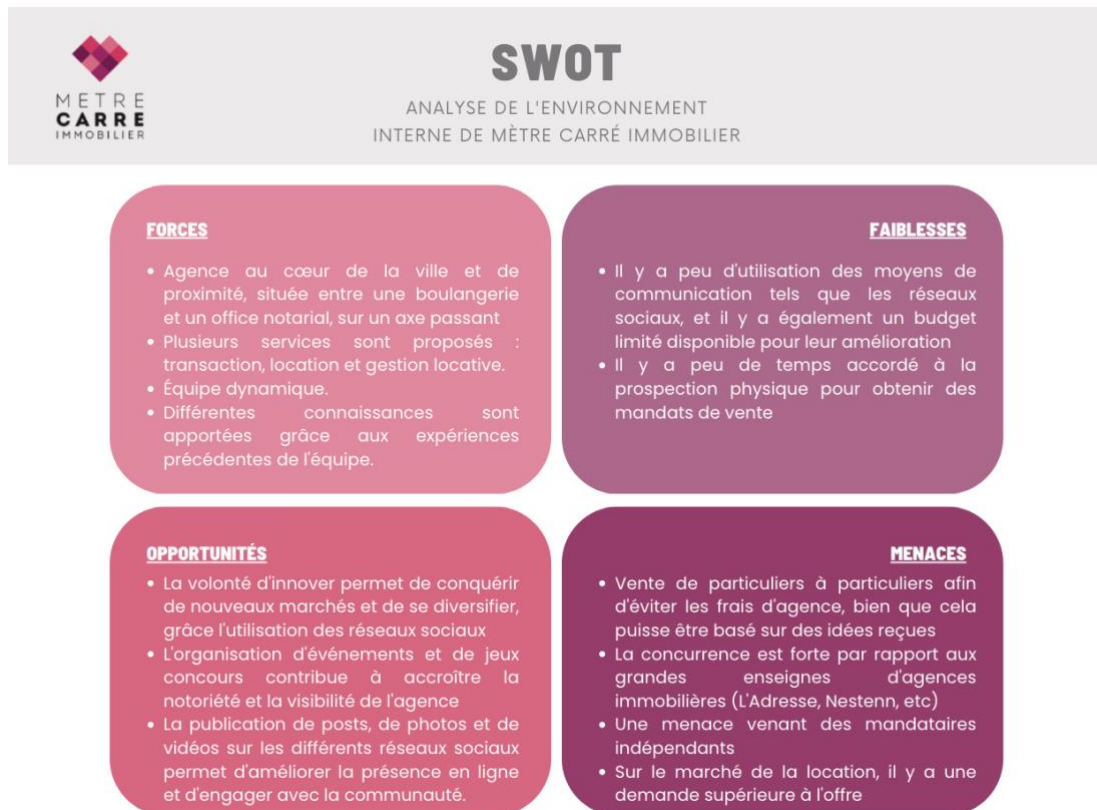 METRE
CARRE
IMMOBILIER
SWOT
ANALYSE DE L'ENVIRONNEMENT
INTERNE DE MÈTRE CARRÉ IMMOBILIER
FORCES
• Agence au cœur de la ville et de
proximité, située entre une boulangerie
et un office notarial, sur un axe passant
• Plusieurs services sont proposés :
transaction, location et gestion locative.
• Équipe dynamique.
• Différentes connaissances sont
apportées grâce aux expériences
précédentes de l'équipe.
FAIBLESSES
• Il y a peu d'utilisation des moyens de
communication tels que les réseaux
sociaux, et il y a également un budget
limité disponible pour leur amélioration
• Il y a peu de temps accordé à la
prospection physique pour obtenir des
mandats de vente
OPPORTUNITÉS
• La volonté d'innover permet de conquérir
de nouveaux marchés et de se diversifier,
grâce l'utilisation des réseaux sociaux
• L'organisation d'événements et de jeux
concours contribue à accroître la
notoriété et la visibilité de l'agence
• La publication de posts, de photos et de
vidéos sur les différents réseaux sociaux
permet d'améliorer la présence en ligne
et d'engager avec la communauté.
MENACES
• Vente de particuliers à particuliers afin
d'éviter les frais d'agence, bien que cela
puisse être basé sur des idées reçues
• La concurrence est forte par rapport aux
grandes enseignes d'agences
immobilières (L'Adresse, Nestenn, etc)
• Une menace venant des mandataires
indépendants
• Sur le marché de la location, il y a une
demande supérieure à l'offre